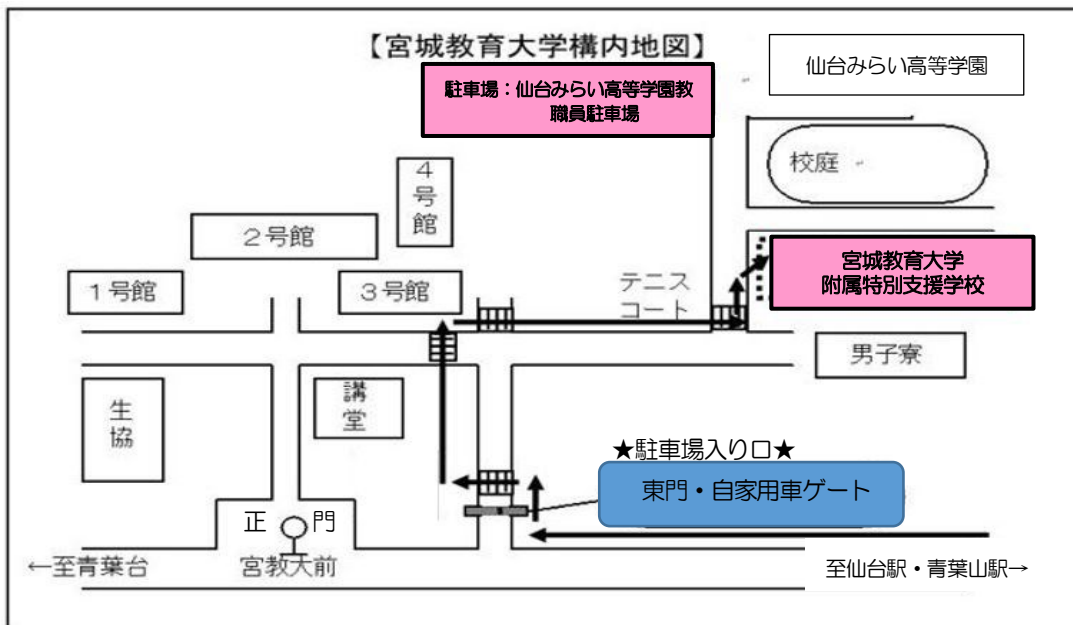 【宮城教育大学構内地図】
仙台みらい高等学園
駐車場：仙台みらい高等学園教
職員駐車場
校庭
4号館
2号館
1号館
3号館
テニス
コート
宮城教育大学
附属特別支援学校
男子寮
生協
講堂
★駐車場入り口★
東門・自家用車ゲート
正門
宮教大前
←至青葉台
至仙台駅・青葉山駅→